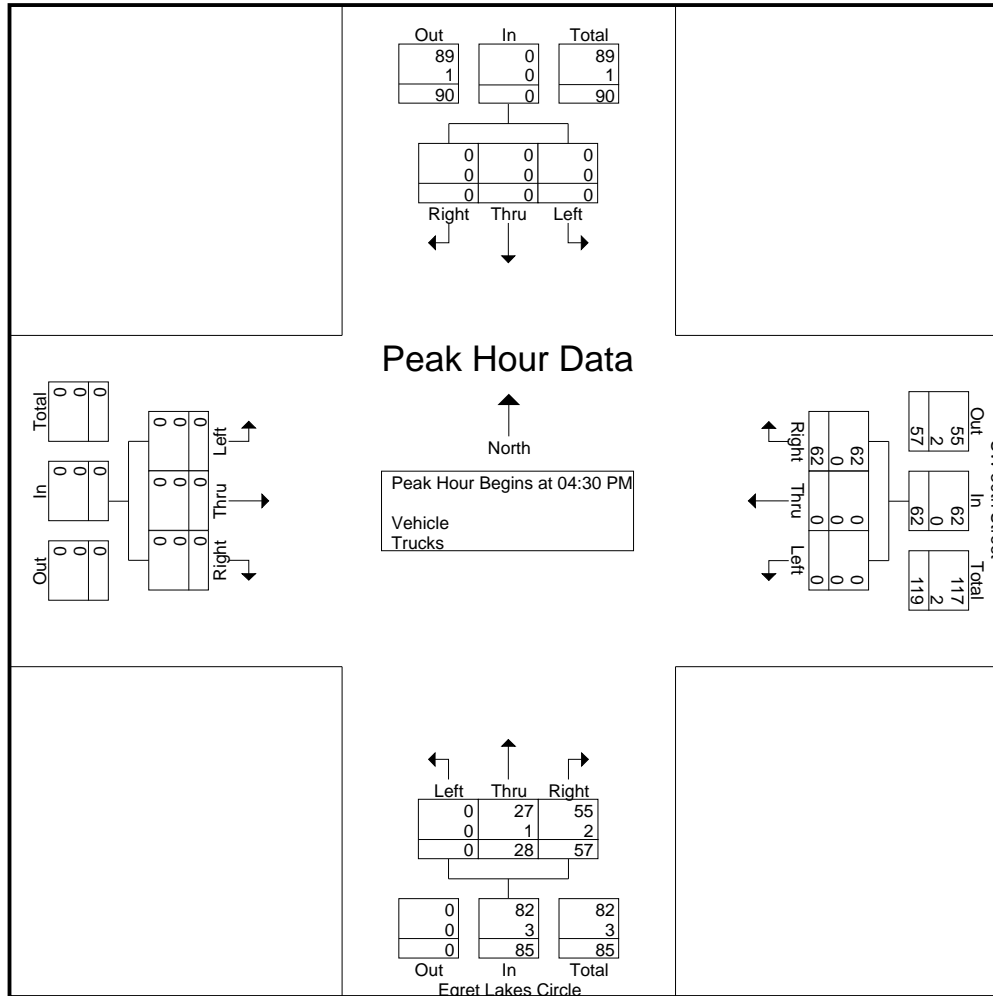 Out In Total
89 0 89
1 0 1
90 0 90
0 0 0
0 0 0
0 0 0
Right Thru Left
Peak Hour Data
North
Peak Hour Begins at 04:30 PM
Vehicle
Trucks
Left Thru Right
0 0 0
0 0 0
0 0 0
Total In Out
0 0 0
0 0 0
0 0 0
Right Thru Left
62 0 0
0 0 0
62 0 0
Out In Total
55 62 117
2 0 2
57 62 119
Left Thru Right
0 27 55
0 1 2
0 28 57
0 82 82
0 3 3
0 85 85
Out In Total
Egret Lakes Circle